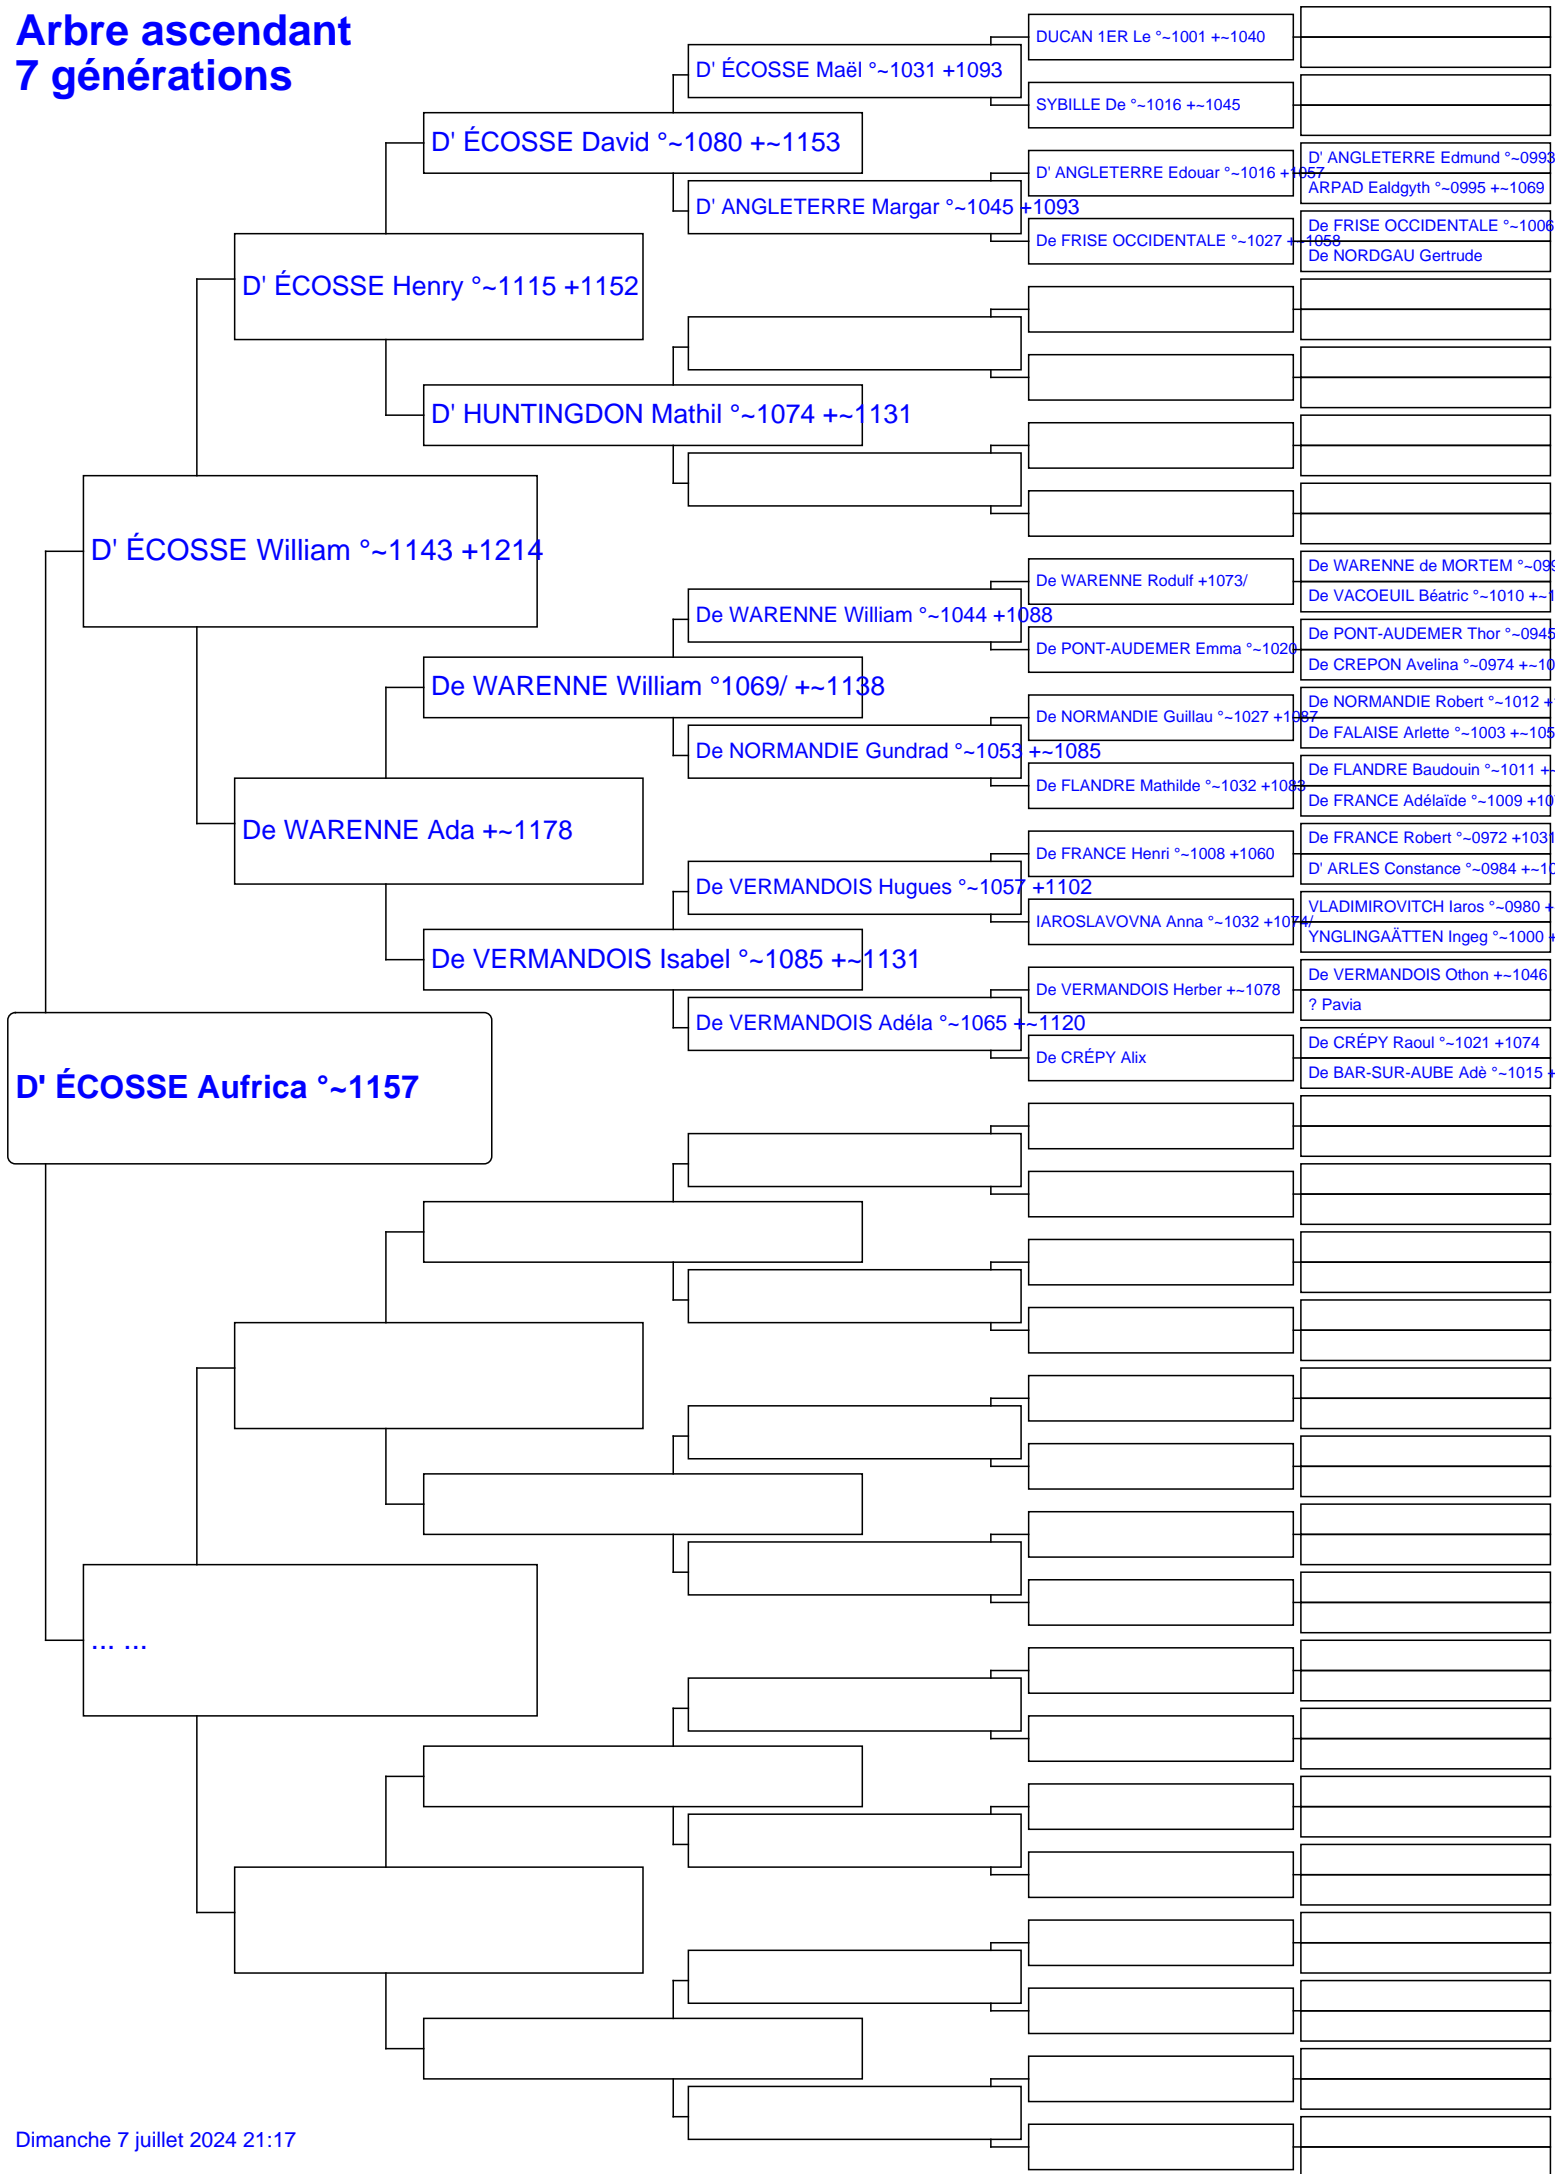 Arbre ascendant
7 générations
DUCAN 1ER Le °~1001 +~1040
D' ÉCOSSE Maël °~1031 +1093
SYBILLE De °~1016 +~1045
D' ÉCOSSE David °~1080 +~1153
D' ANGLETERRE Edmund °~0993
D' ANGLETERRE Edouar °~1016 +1057
ARPAD Ealdgyth °~0995 +~1069
D' ANGLETERRE Margar °~1045 +1093
De FRISE OCCIDENTALE °~1006
De FRISE OCCIDENTALE °~1027 +~1058
De NORDGAU Gertrude
D' ÉCOSSE Henry °~1115 +1152
D' HUNTINGDON Mathil °~1074 +~1131
D' ÉCOSSE William °~1143 +1214
De WARENNE de MORTEM °~099
De WARENNE Rodulf +1073/
De VACOEUIL Béatric °~1010 +~1
De WARENNE William °~1044 +1088
De PONT-AUDEMER Thor °~0945
De PONT-AUDEMER Emma °~1020
De CREPON Avelina °~0974 +~10
De WARENNE William °1069/ +~1138
De NORMANDIE Robert °~1012 +
De NORMANDIE Guillau °~1027 +1087
De FALAISE Arlette °~1003 +~105
De NORMANDIE Gundrad °~1053 +~1085
De FLANDRE Baudouin °~1011 +~
De FLANDRE Mathilde °~1032 +1083
De FRANCE Adélaïde °~1009 +10
De WARENNE Ada +~1178
De FRANCE Robert °~0972 +1031
De FRANCE Henri °~1008 +1060
D' ARLES Constance °~0984 +~10
De VERMANDOIS Hugues °~1057 +1102
VLADIMIROVITCH Iaros °~0980 +
IAROSLAVOVNA Anna °~1032 +1074/
YNGLINGAÄTTEN Ingeg °~1000 +
De VERMANDOIS Isabel °~1085 +~1131
De VERMANDOIS Othon +~1046
De VERMANDOIS Herber +~1078
? Pavia
De VERMANDOIS Adéla °~1065 +~1120
De CRÉPY Raoul °~1021 +1074
De CRÉPY Alix
De BAR-SUR-AUBE Adè °~1015 +
D' ÉCOSSE Aufrica °~1157
... ...
Dimanche 7 juillet 2024 21:17